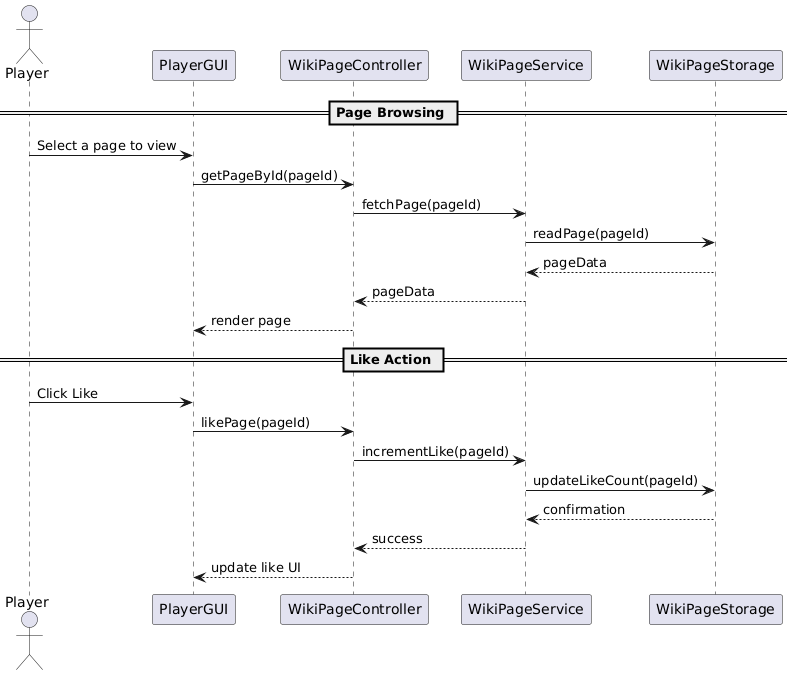 Player
PlayerGUI
WikiPageController
WikiPageService
WikiPageStorage
Page Browsing
Select a page to view
getPageById(pageId)
fetchPage(pageId)
readPage(pageId)
pageData
pageData
render page
Like Action
Click Like
likePage(pageId)
incrementLike(pageId)
updateLikeCount(pageId)
confirmation
success
update like UI
Player
PlayerGUI
WikiPageController
WikiPageService
WikiPageStorage